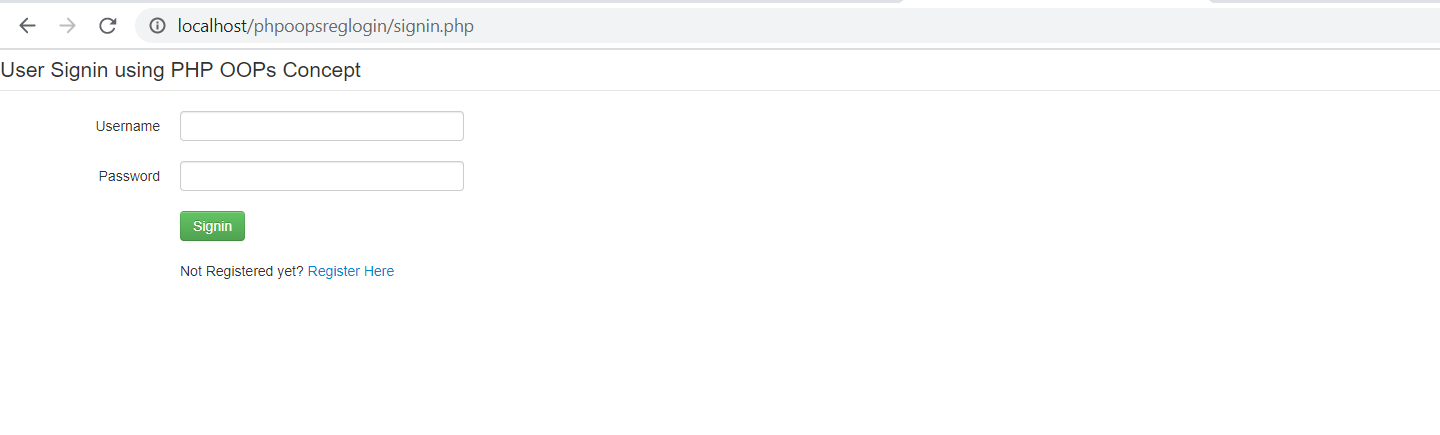 localhost/phpoopsreglogin/signin.php
User Signin using PHP OOPs Concept
Username
Password
Signin
Not Registered yet? Register Here